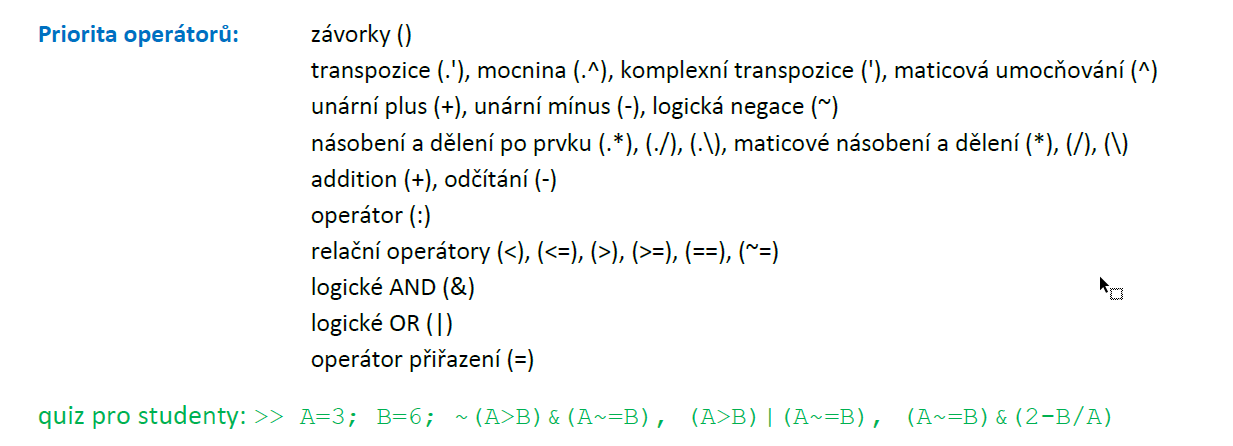 Priorita operátorů: závorky ()
transpozice (.'), mocnina (.^), komplexní transpozice ('), maticová umocňování (^)
unární plus (+), unární mínus (-), logická negace (~)
násobení a dělení po prvku (.*), (./), (.\), maticové násobení a dělení (*), (/), (\)
addition (+), odčítání (-)
operátor (:)
relační operátory (<), (<=), (>), (>=), (==), (~=)
logické AND (&)
logické OR (|)
operátor přiřazení (=)
quiz pro studenty: >> A=3; B=6; ~(A>B)&(A~=B), (A>B)|(A~=B), (A~=B)&(2-B/A)